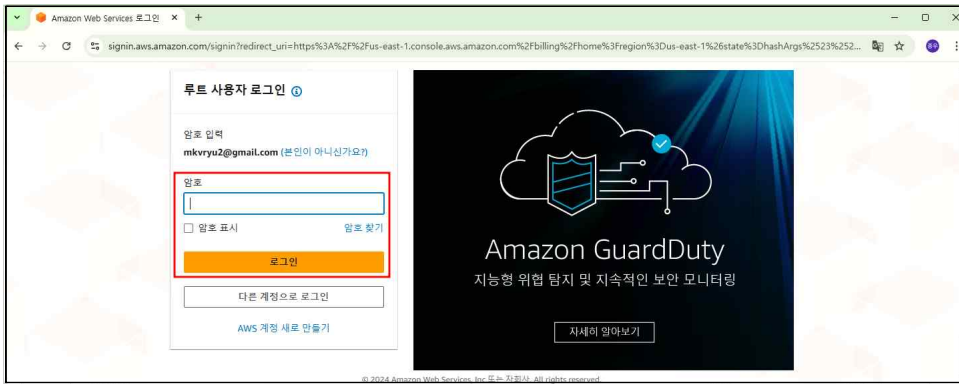 Amazon Web Services 로그인
signin.aws.amazon.com/signin?redirect_uri=https%3A%2F%2Fus-east-1.console.aws.amazon.com%2Fbilling%2Fhome%3Fregion%3Dus-east-1%26state%3DhashArgs%2523%252...
루트 사용자 로그인
암호 입력
mkvryu2@gmail.com (본인이 아니신가요?)
암호
암호 표시 암호 찾기
로그인
다른 계정으로 로그인
AWS 계정 새로 만들기
Amazon GuardDuty
지능형 위협 탐지 및 지속적인 보안 모니터링
자세히 알아보기
© 2024 Amazon Web Services, Inc 또는 자회사. All rights reserved.